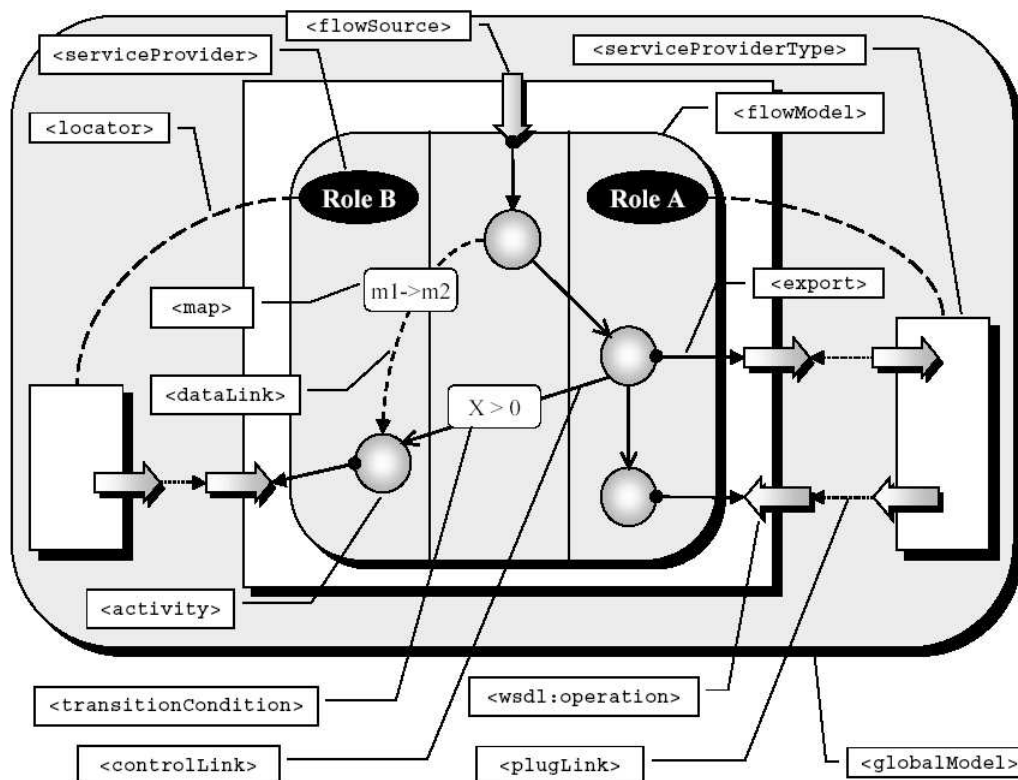 <flowSource>
<serviceProvider>
<serviceProviderType>
<locator>
<flowModel>
Role B
Role A
<map>
m1->m2
<export>
<dataLink>
X > 0
<activity>
<transitionCondition>
<wsdl:operation>
<controlLink>
<plugLink>
<globalModel>